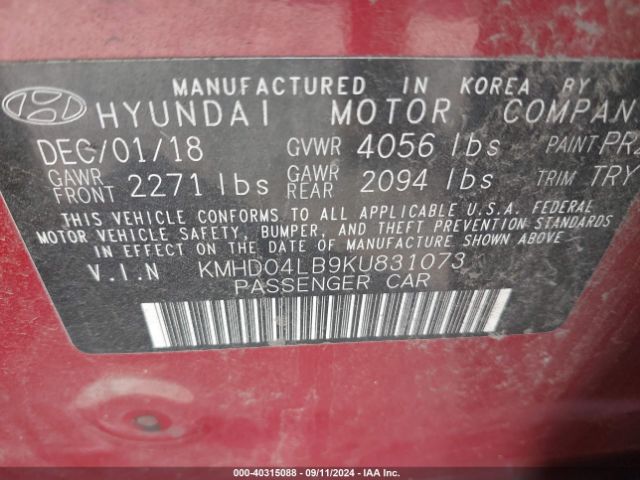 MANUFACTURED IN KOREA BY
HYUNDAI MOTOR COMPAN
DEC/01/18 GVWR 4056 lbs PAINT PR2
GAWR FRONT 2271 lbs GAWR REAR 2094 lbs TRIM TRY
THIS VEHICLE CONFORMS TO ALL APPLICABLE U.S.A. FEDERAL
MOTOR VEHICLE SAFETY, BUMPER, AND THEFT PREVENTION STANDARDS
IN EFFECT ON THE DATE OF MANUFACTURE SHOWN ABOVE
V.I.N KMHD04LB9KU831073
PASSENGER CAR
000-40315088 - 09/11/2024 - IAA Inc.